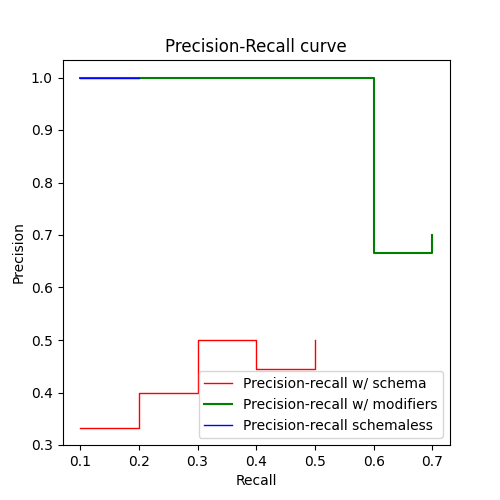 Precision-Recall curve
1.0
0.9
0.8
0.7
0.6
0.5
0.4
0.3
Precision
Precision-recall w/ schema
Precision-recall w/ modifiers
Precision-recall schemaless
0.1 0.2 0.3 0.4 0.5 0.6 0.7
Recall